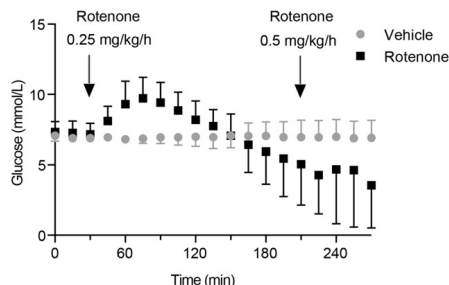 Rotenone
0.25 mg/kg/h
Rotenone
0.5 mg/kg/h
Vehicle
Rotenone
Glucose (mmol/L)
15
10
5
0
0
60
120
180
240
Time (min)